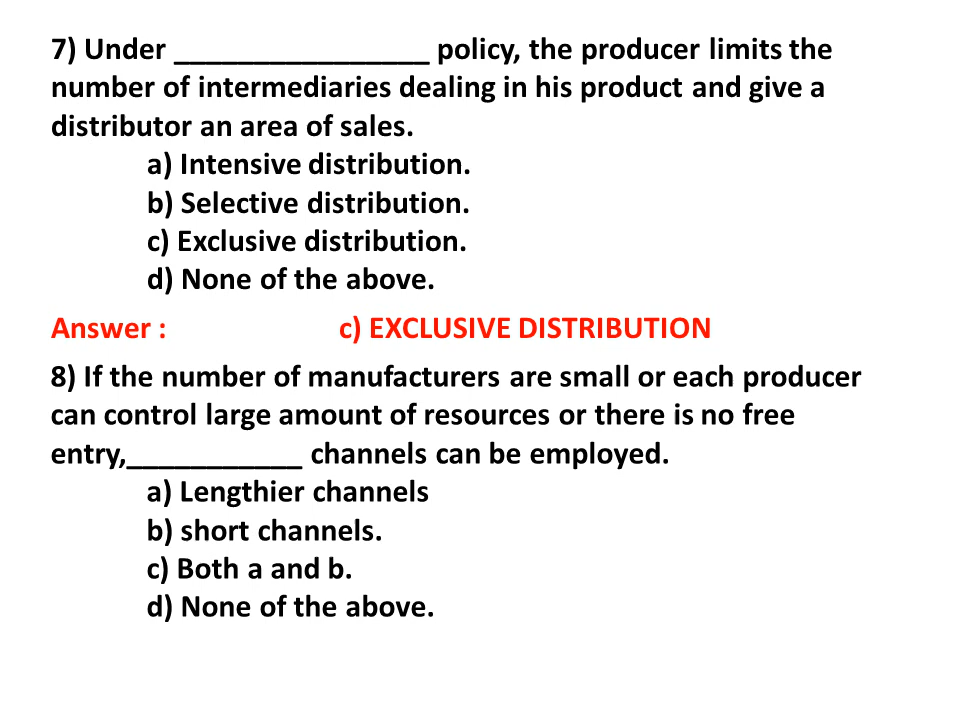 7) Under _________________ policy, the producer limits the
number of intermediaries dealing in his product and give a
distributor an area of sales.
a) Intensive distribution.
b) Selective distribution.
c) Exclusive distribution.
d) None of the above.
Answer : c) EXCLUSIVE DISTRIBUTION
8) If the number of manufacturers are small or each producer
can control large amount of resources or there is no free
entry,____________ channels can be employed.
a) Lengthier channels
b) short channels.
c) Both a and b.
d) None of the above.